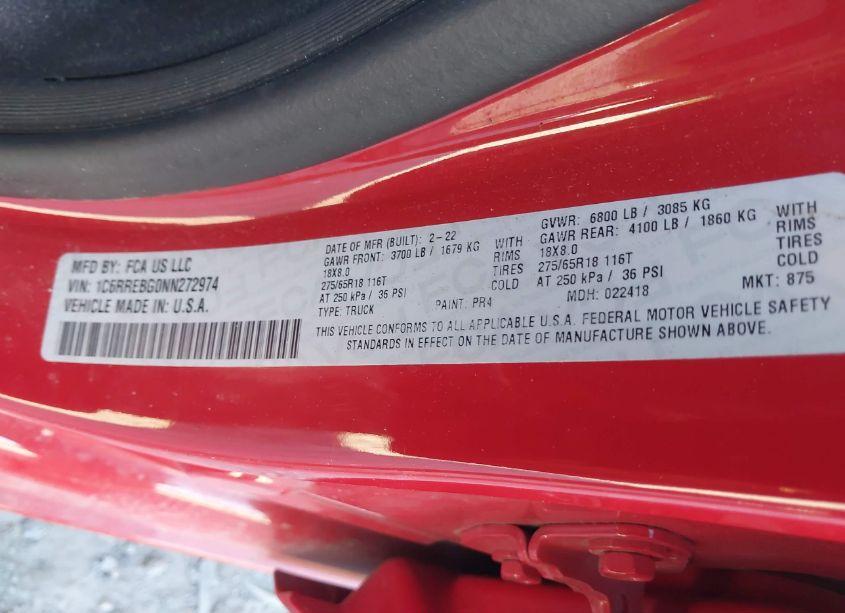 MFD BY: FCA US LLC
VIN: 1C6RREBG0NN272974
VEHICLE MADE IN: U.S.A.
DATE OF MFR (BUILT): 2-22
GAWR FRONT: 3700 LB / 1679 KG WITH
18X8.0 RIMS
275/65R18 116T TIRES
AT 250 kPa / 36 PSI COLD
TYPE: TRUCK PAINT: PR4
GVWR: 6800 LB / 3085 KG
GAWR REAR: 4100 LB / 1860 KG WITH
18X8.0 RIMS
275/65R18 116T TIRES
AT 250 kPa / 36 PSI COLD
MDH: 022418 MKT: 875
THIS VEHICLE CONFORMS TO ALL APPLICABLE U.S.A. FEDERAL MOTOR VEHICLE SAFETY
STANDARDS IN EFFECT ON THE DATE OF MANUFACTURE SHOWN ABOVE.